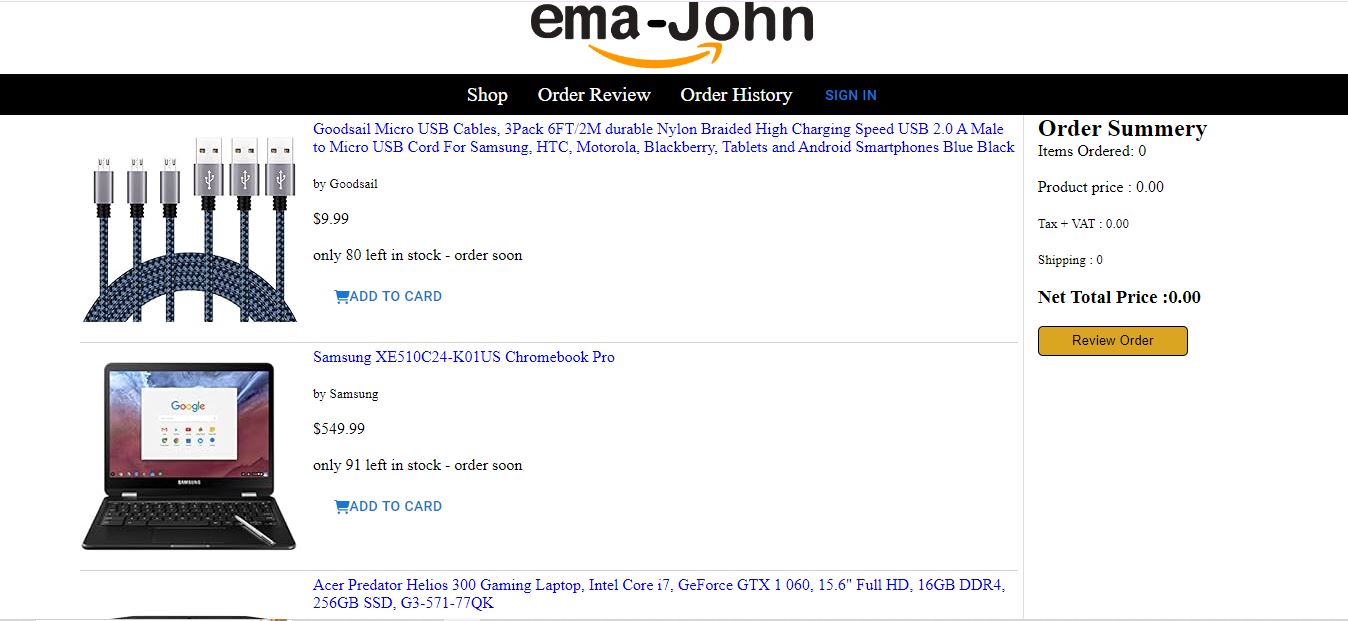 ema-John
Shop Order Review Order History SIGN IN
Goodsail Micro USB Cables, 3Pack 6FT/2M durable Nylon Braided High Charging Speed USB 2.0 A Male
to Micro USB Cord For Samsung, HTC, Motorola, Blackberry, Tablets and Android Smartphones Blue Black
by Goodsail
$9.99
only 80 left in stock - order soon
ADD TO CARD
Google
SAMSUNG
Samsung XE510C24-K01US Chromebook Pro
by Samsung
$549.99
only 91 left in stock - order soon
ADD TO CARD
Acer Predator Helios 300 Gaming Laptop, Intel Core i7, GeForce GTX 1 060, 15.6" Full HD, 16GB DDR4,
256GB SSD, G3-571-77QK
Order Summery
Items Ordered: 0
Product price : 0.00
Tax + VAT : 0.00
Shipping : 0
Net Total Price :0.00
Review Order